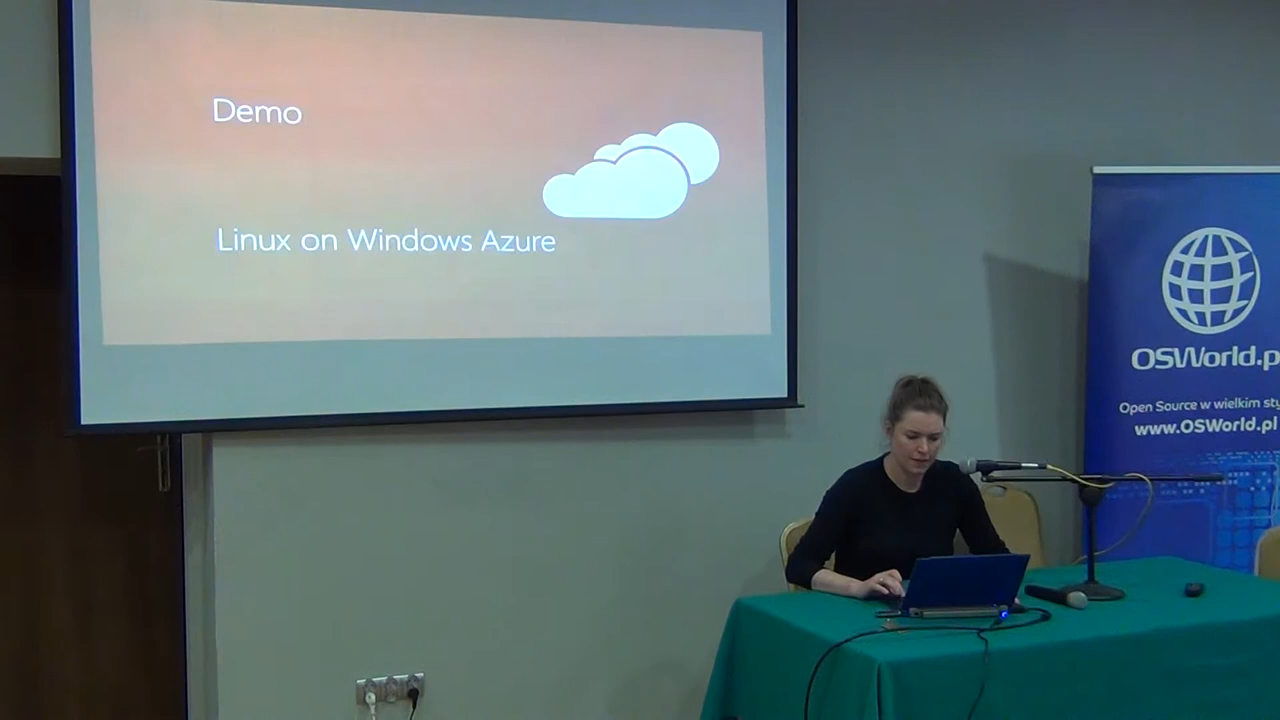 Demo
Linux on Windows Azure
OSWorld.p
Open Source w wielkim sty
www.OSWorld.pl